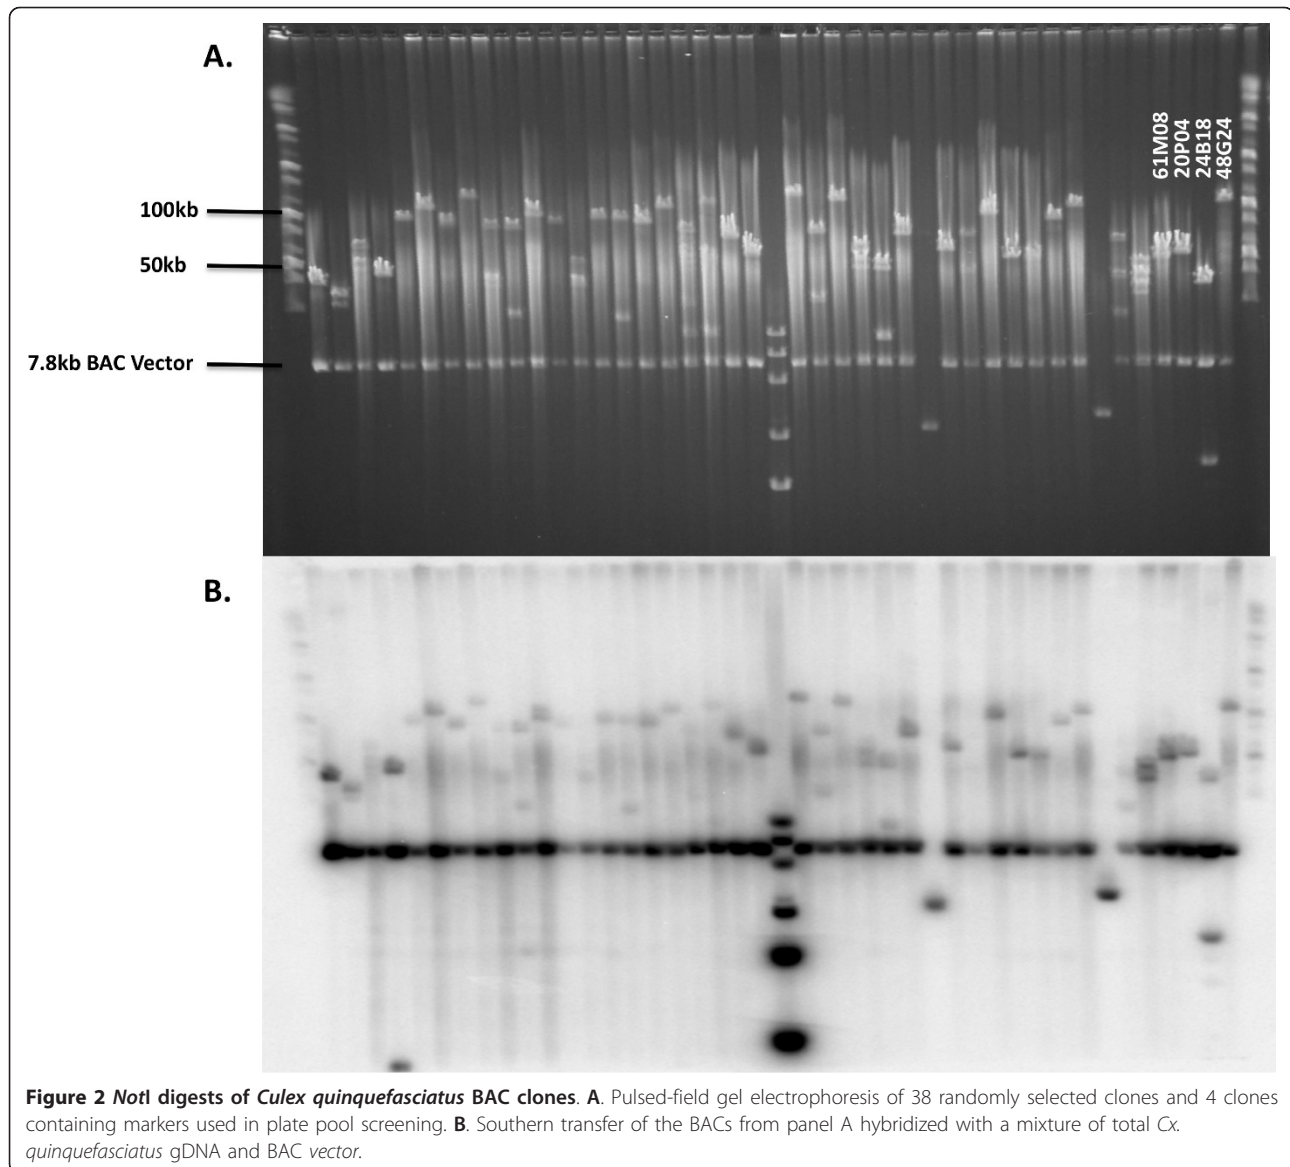 A.
61M08
20P04
24B18
48G24
100kb
50kb
7.8kb BAC Vector
B.
Figure 2 NotI digests of Culex quinquefasciatus BAC clones. A. Pulsed-field gel electrophoresis of 38 randomly selected clones and 4 clones
containing markers used in plate pool screening. B. Southern transfer of the BACs from panel A hybridized with a mixture of total Cx.
quinquefasciatus gDNA and BAC vector.